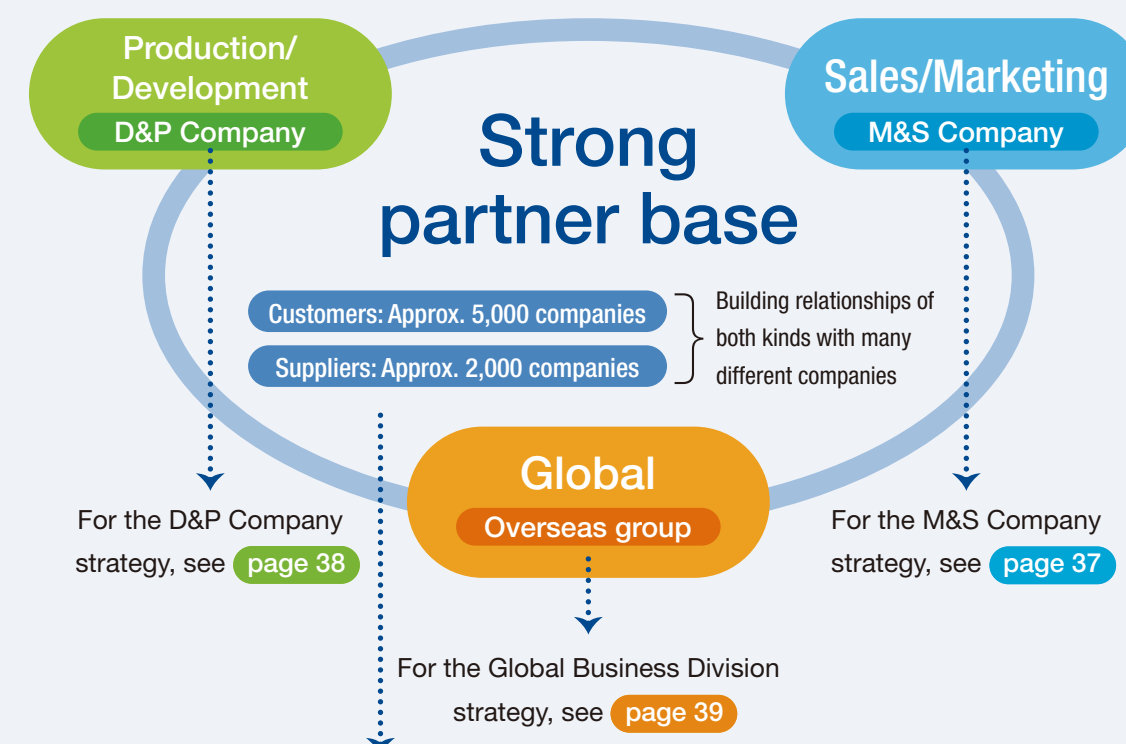 Production/
Development
D&P Company
Sales/Marketing
M&S Company
Strong
partner base
Customers: Approx. 5,000 companies
Suppliers: Approx. 2,000 companies
Building relationships of
both kinds with many
different companies
Global
Overseas group
For the D&P Company
strategy, see page 38
For the M&S Company
strategy, see page 37
For the Global Business Division
strategy, see page 39